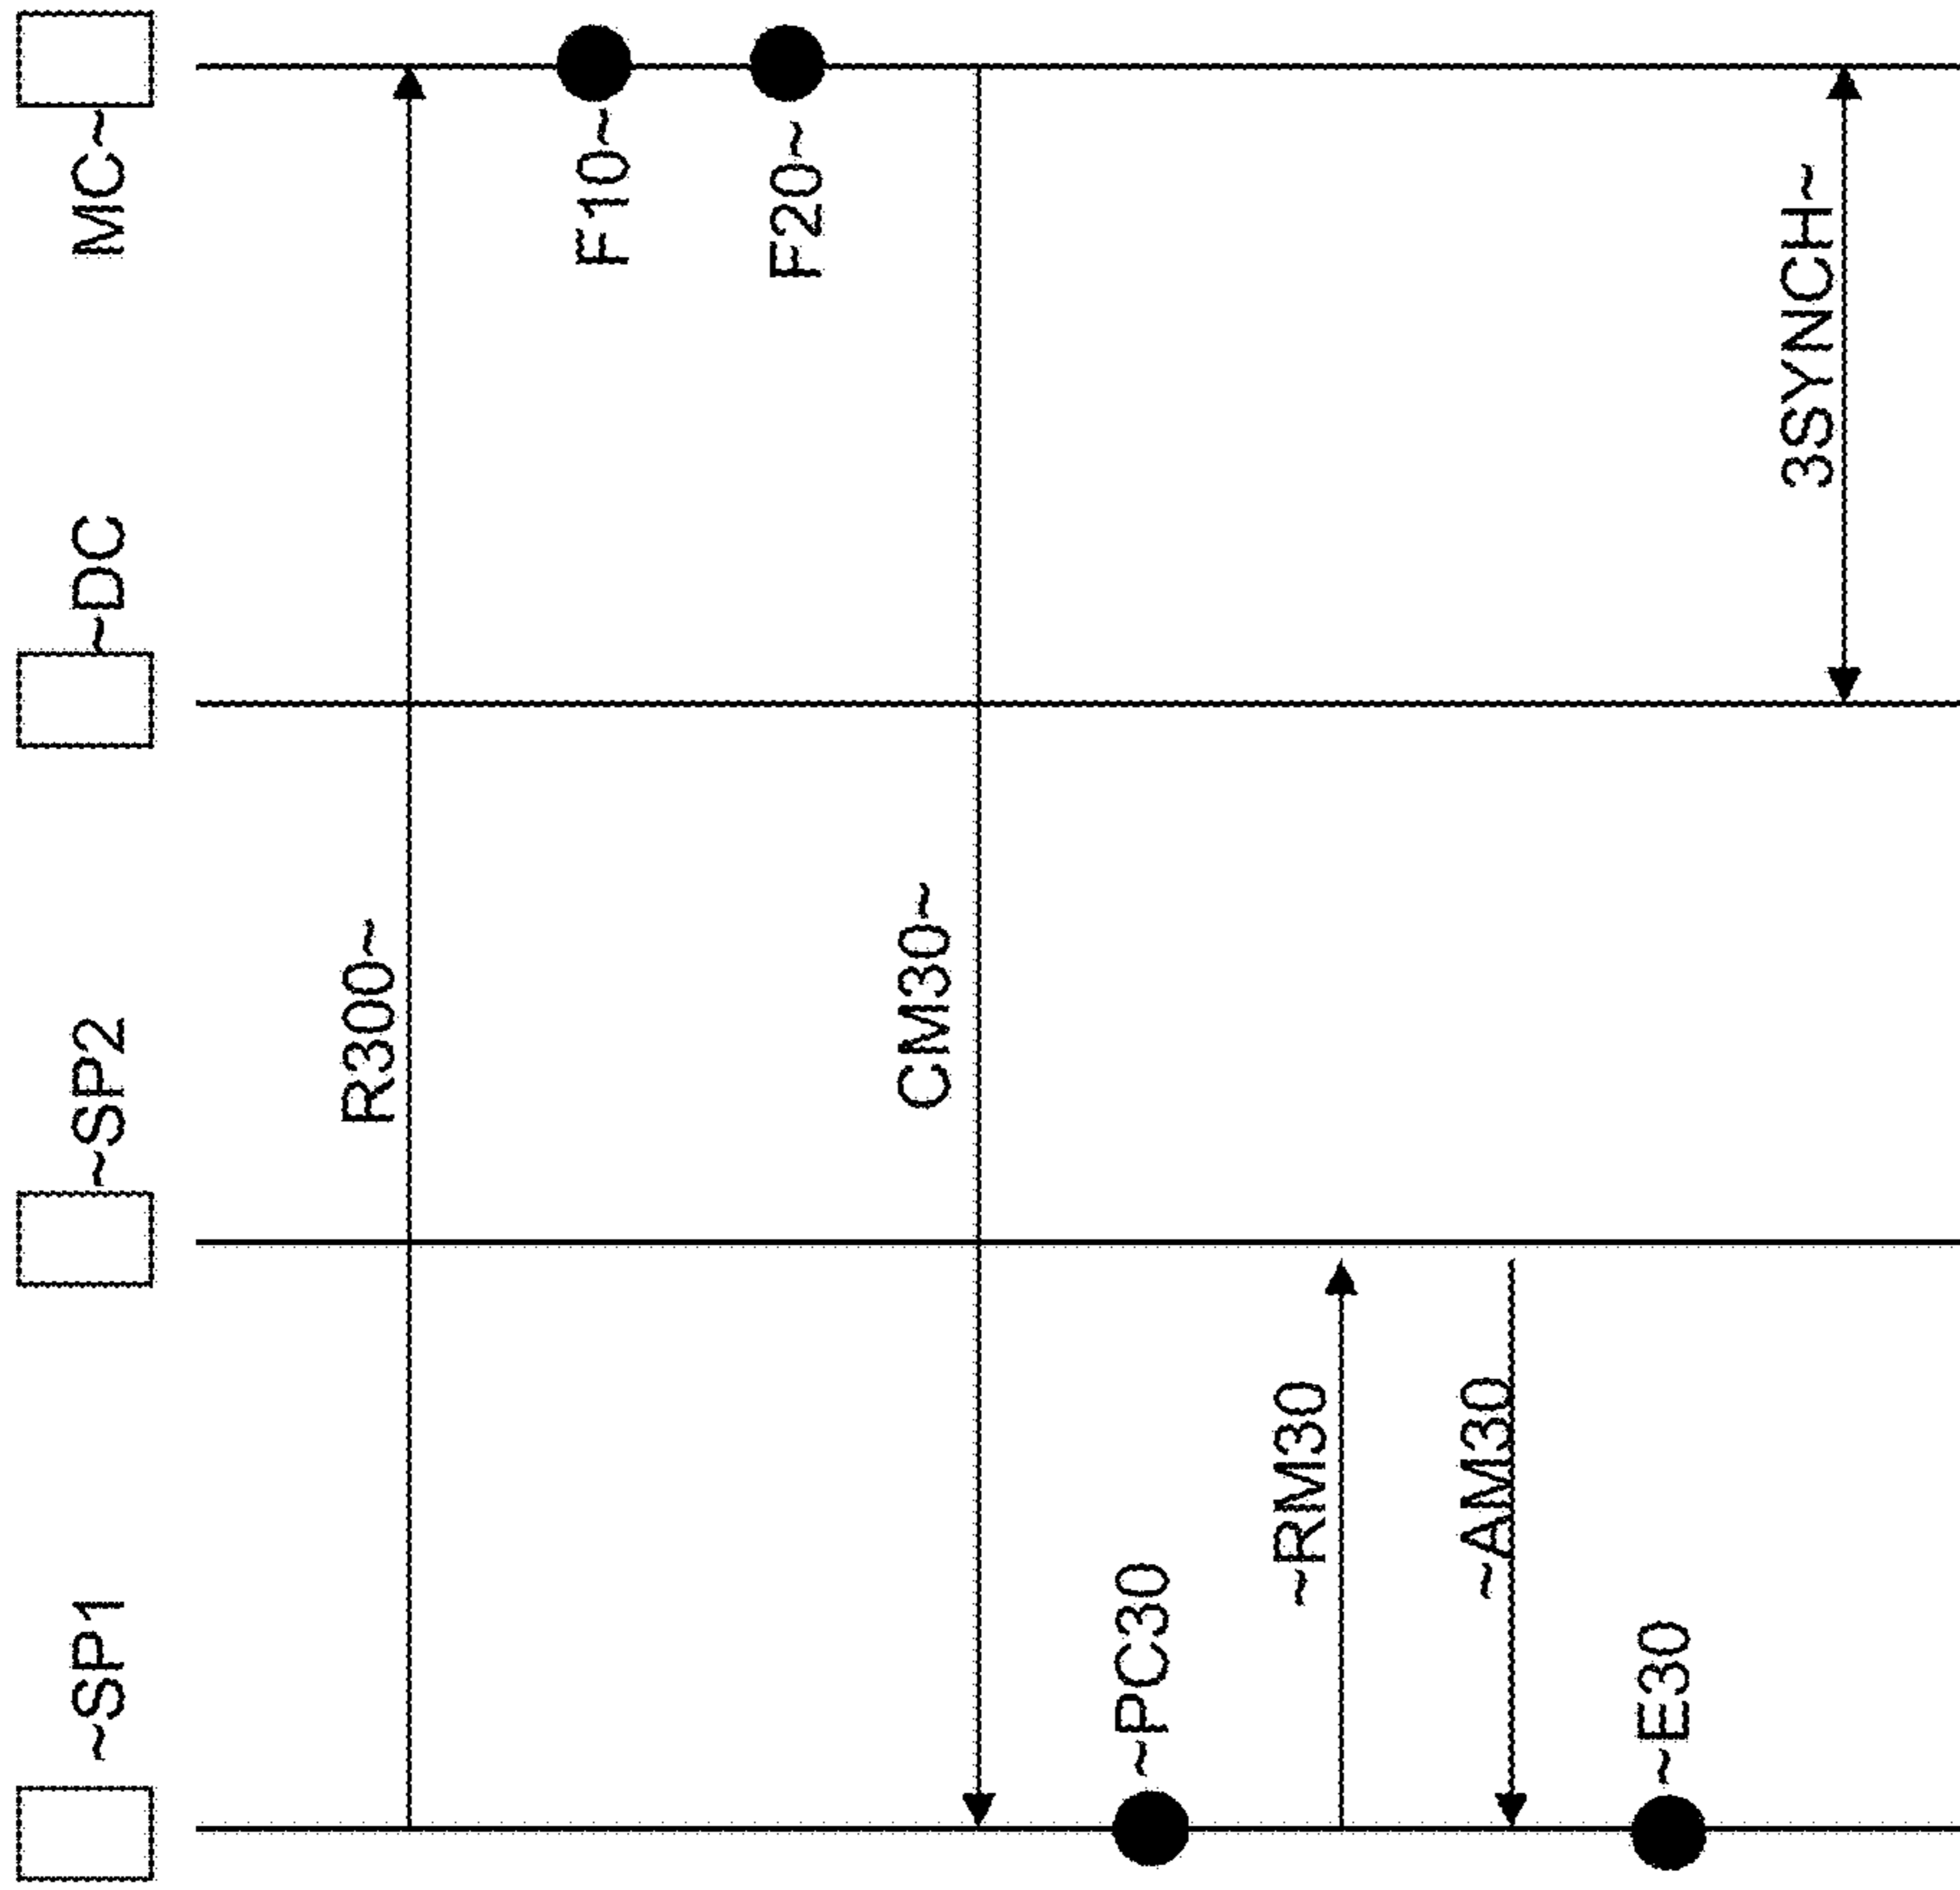 ~SP1
~SP2
~DC
MC~
R300~
F10~
F20~
CM30~
~PC30
~RM30
~AM30
~E30
3SYNCH~